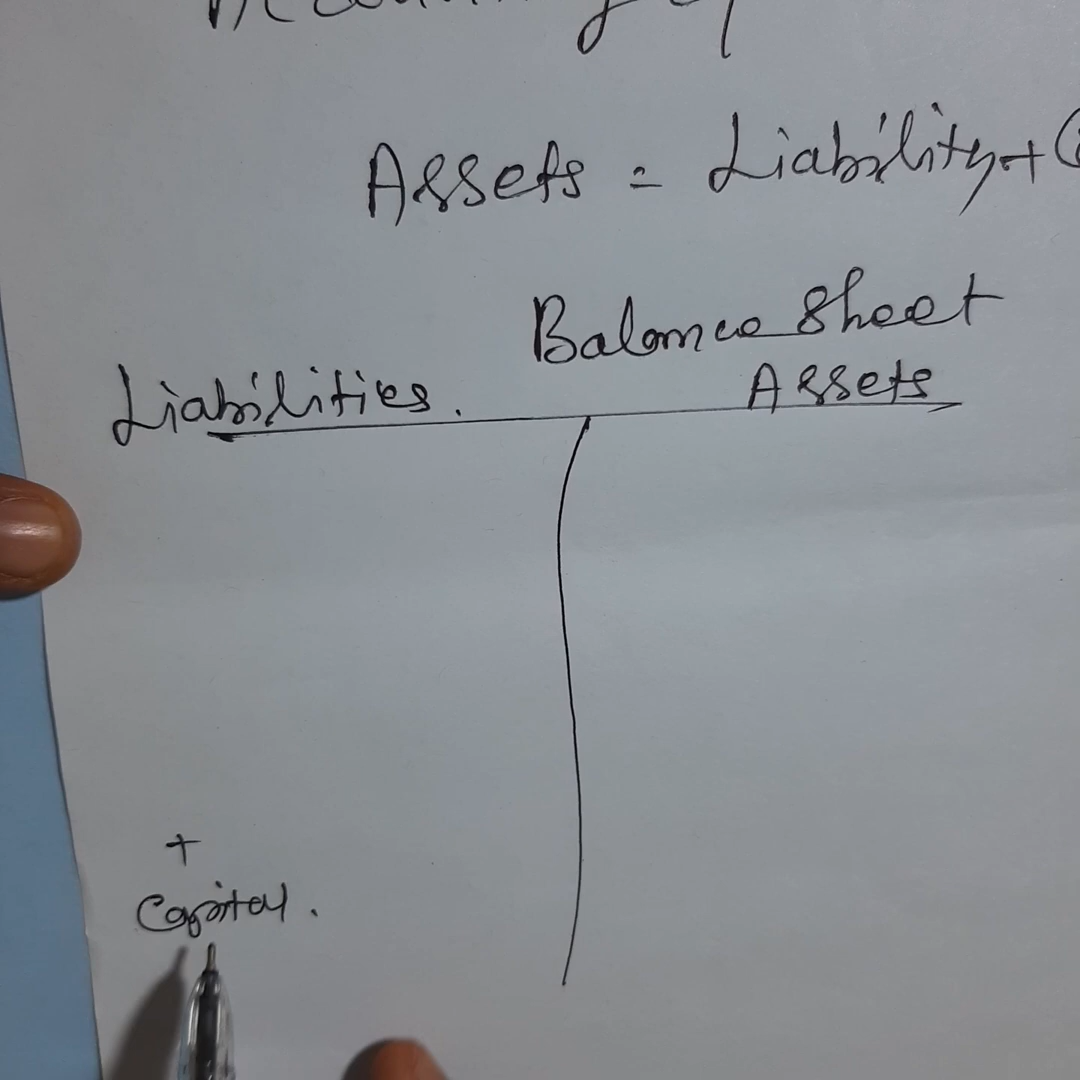 Assets = Liability +
Balance Sheet
Liabilities. Assets
+
Capital.